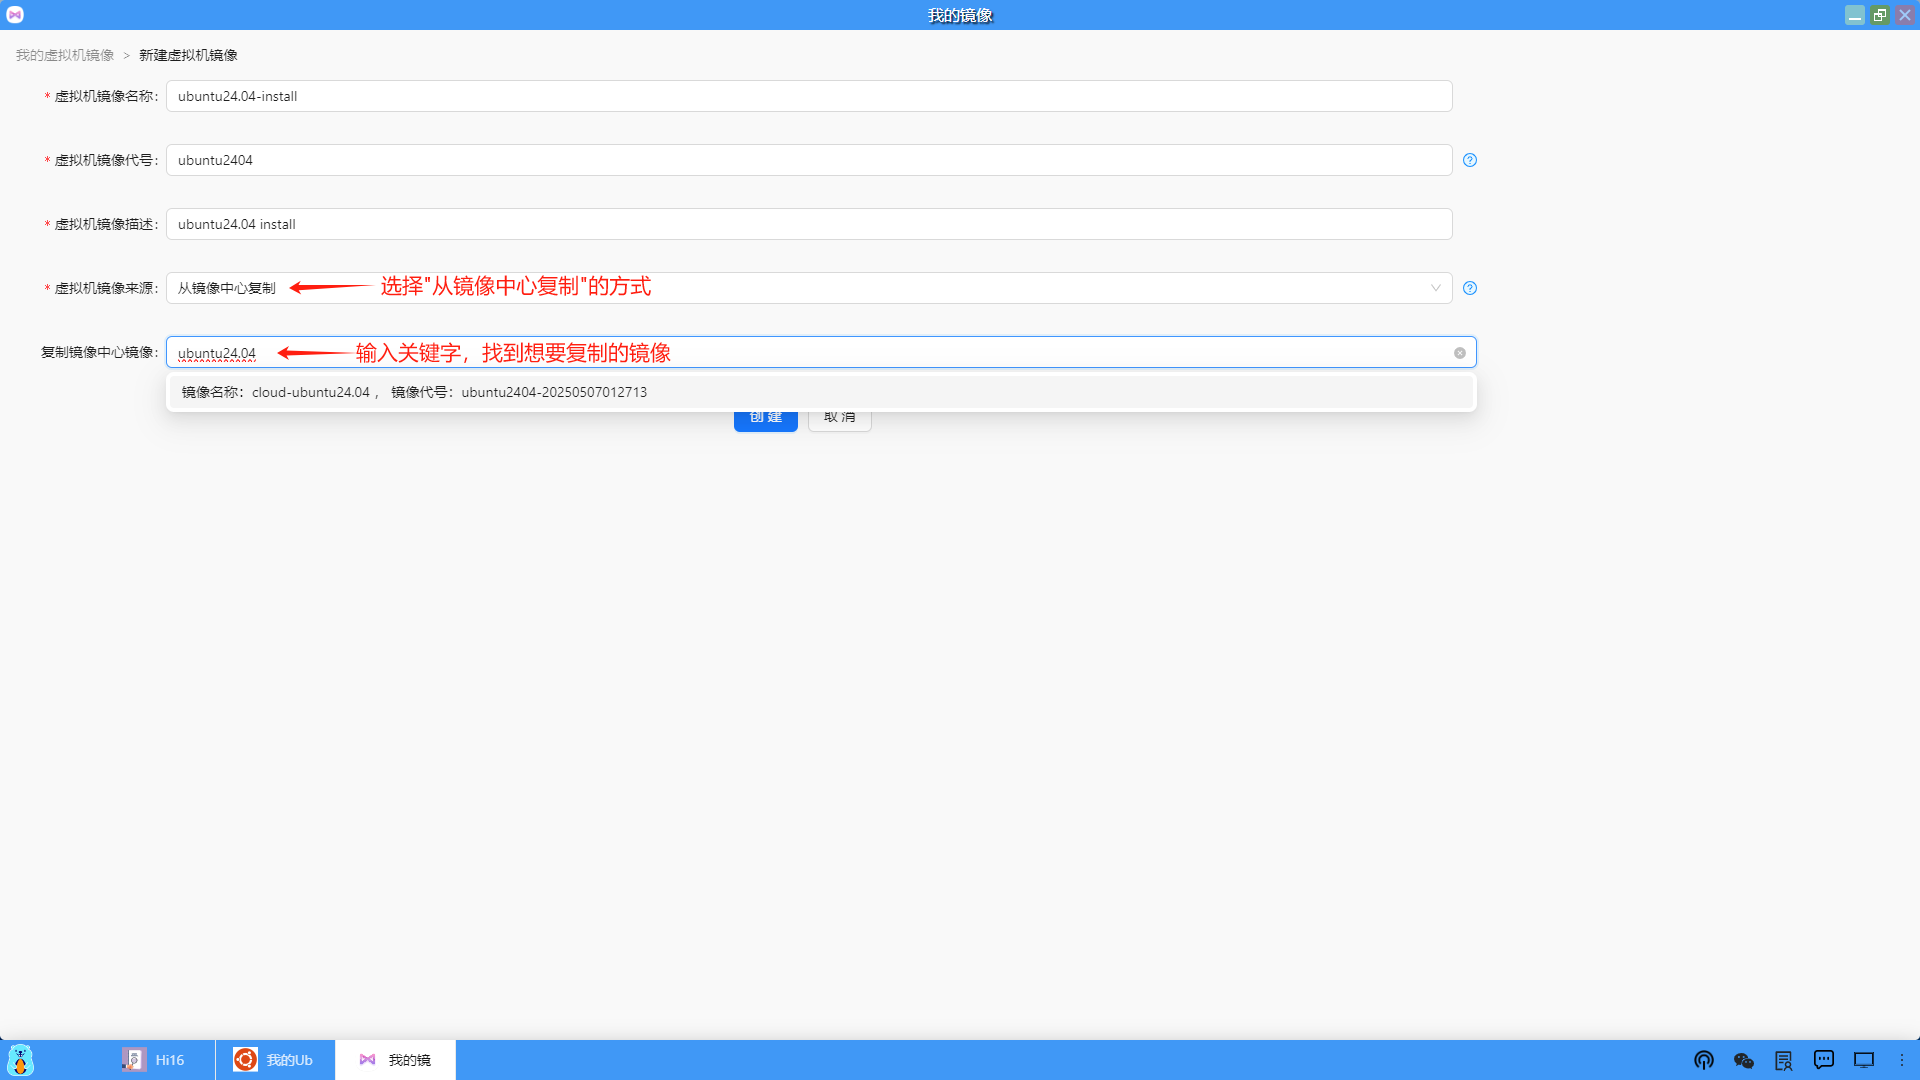 我的镜像
我的虚拟机镜像 > 新建虚拟机镜像
* 虚拟机镜像名称: ubuntu24.04-install
* 虚拟机镜像代号: ubuntu2404
* 虚拟机镜像描述: ubuntu24.04 install
* 虚拟机镜像来源: 从镜像中心复制 选择"从镜像中心复制"的方式
复制镜像中心镜像: ubuntu24.04 输入关键字，找到想要复制的镜像
镜像名称：cloud-ubuntu24.04 ， 镜像代号：ubuntu2404-20250507012713
创 建 取 消
Hi16 我的Ub 我的镜